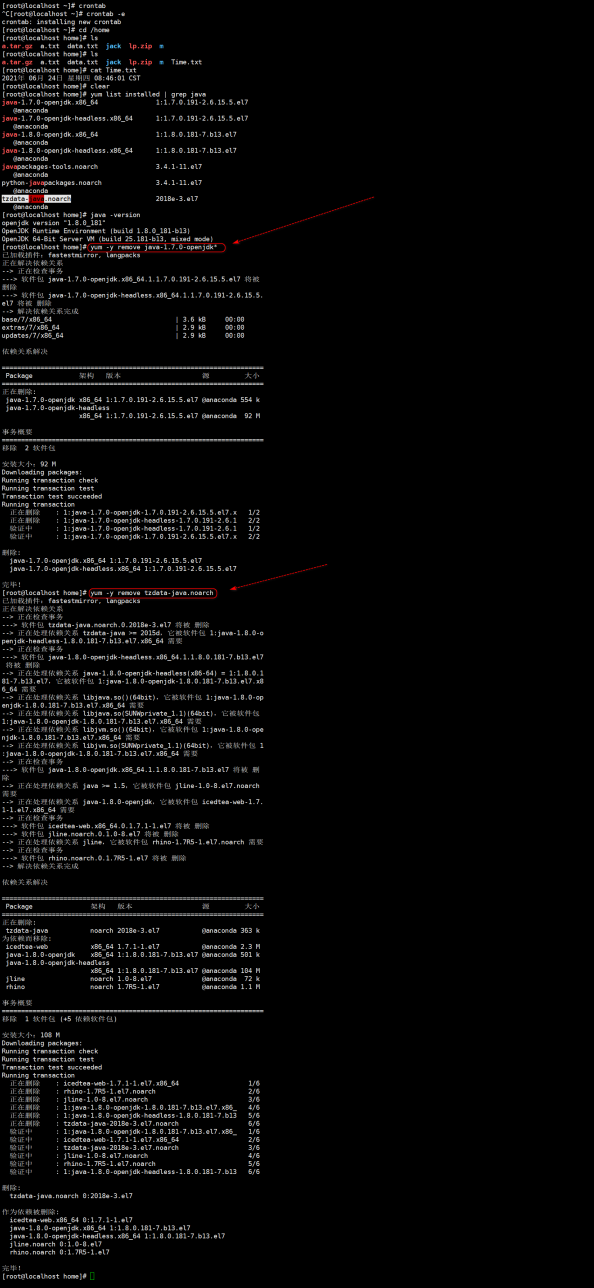 [root@localhost ~]# crontab
^C[root@localhost ~]# crontab -e
crontab: installing new crontab
[root@localhost ~]# cd /home
[root@localhost home]# ls
a.tar.gz  a.txt  data.txt  jack  lp.zip  m
[root@localhost home]# ls
a.tar.gz  a.txt  data.txt  jack  lp.zip  m  Time.txt
[root@localhost home]# cat Time.txt
2021年 06月 24日 星期四 08:46:01 CST
[root@localhost home]# clear
[root@localhost home]# yum list installed | grep java
java-1.7.0-openjdk.x86_64 1:1.7.0.191-2.6.15.5.el7
@anaconda
java-1.7.0-openjdk-headless.x86_64 1:1.7.0.191-2.6.15.5.el7
@anaconda
java-1.8.0-openjdk.x86_64 1:1.8.0.181-7.b13.el7
@anaconda
java-1.8.0-openjdk-headless.x86_64 1:1.8.0.181-7.b13.el7
@anaconda
javapackages-tools.noarch 3.4.1-11.el7
@anaconda
python-javapackages.noarch 3.4.1-11.el7
@anaconda
tzdata-java.noarch 2018e-3.el7
@anaconda
[root@localhost home]# java -version
openjdk version "1.8.0_181"
OpenJDK Runtime Environment (build 1.8.0_181-b13)
OpenJDK 64-Bit Server VM (build 25.181-b13, mixed mode)
[root@localhost home]# yum -y remove java-1.7.0-openjdk*
已加载插件：fastestmirror, langpacks
正在解决依赖关系
--> 正在检查事务
---> 软件包 java-1.7.0-openjdk.x86_64.1.1.7.0.191-2.6.15.5.el7 将被
删除
---> 软件包 java-1.7.0-openjdk-headless.x86_64.1.1.7.0.191-2.6.15.5.
el7 将被 删除
--> 解决依赖关系完成
base/7/x86_64 | 3.6 kB 00:00
extras/7/x86_64 | 2.9 kB 00:00
updates/7/x86_64 | 2.9 kB 00:00
依赖关系解决
================================================================
Package 架构 版本 源 大小
================================================================
正在删除:
java-1.7.0-openjdk x86_64 1:1.7.0.191-2.6.15.5.el7 @anaconda 554 k
java-1.7.0-openjdk-headless
x86_64 1:1.7.0.191-2.6.15.5.el7 @anaconda 92 M
事务概要
================================================================
移除 2 软件包
安装大小：92 M
Downloading packages:
Running transaction check
Running transaction test
Transaction test succeeded
Running transaction
正在删除 : 1:java-1.7.0-openjdk-1.7.0.191-2.6.15.5.el7.x 1/2
正在删除 : 1:java-1.7.0-openjdk-headless-1.7.0.191-2.6.1 2/2
验证中 : 1:java-1.7.0-openjdk-headless-1.7.0.191-2.6.1 1/2
验证中 : 1:java-1.7.0-openjdk-1.7.0.191-2.6.15.5.el7.x 2/2
删除:
java-1.7.0-openjdk.x86_64 1:1.7.0.191-2.6.15.5.el7
java-1.7.0-openjdk-headless.x86_64 1:1.7.0.191-2.6.15.5.el7
完毕！
[root@localhost home]# yum -y remove tzdata-java.noarch
已加载插件：fastestmirror, langpacks
正在解决依赖关系
--> 正在检查事务
---> 软件包 tzdata-java.noarch.0.2018e-3.el7 将被 删除
--> 正在处理依赖关系 tzdata-java >= 2015d，它被软件包 1:java-1.8.0-o
penjdk-headless-1.8.0.181-7.b13.el7.x86_64 需要
--> 正在检查事务
---> 软件包 java-1.8.0-openjdk-headless.x86_64.1.1.8.0.181-7.b13.el7
将被 删除
--> 正在处理依赖关系 java-1.8.0-openjdk-headless(x86-64) = 1:1.8.0.1
81-7.b13.el7，它被软件包 1:java-1.8.0-openjdk-1.8.0.181-7.b13.el7.x8
6_64 需要
--> 正在处理依赖关系 libjava.so()(64bit)，它被软件包 1:java-1.8.0-op
enjdk-1.8.0.181-7.b13.el7.x86_64 需要
--> 正在处理依赖关系 libjava.so(SUNWprivate_1.1)(64bit)，它被软件包
1:java-1.8.0-openjdk-1.8.0.181-7.b13.el7.x86_64 需要
--> 正在处理依赖关系 libjvm.so()(64bit)，它被软件包 1:java-1.8.0-ope
njdk-1.8.0.181-7.b13.el7.x86_64 需要
--> 正在处理依赖关系 libjvm.so(SUNWprivate_1.1)(64bit)，它被软件包 1
:java-1.8.0-openjdk-1.8.0.181-7.b13.el7.x86_64 需要
--> 正在检查事务
---> 软件包 java-1.8.0-openjdk.x86_64.1.1.8.0.181-7.b13.el7 将被 删
除
--> 正在处理依赖关系 java >= 1.5，它被软件包 jline-1.0-8.el7.noarch
需要
--> 正在处理依赖关系 java-1.8.0-openjdk，它被软件包 icedtea-web-1.7.
1-1.el7.x86_64 需要
--> 正在检查事务
---> 软件包 icedtea-web.x86_64.0.1.7.1-1.el7 将被 删除
---> 软件包 jline.noarch.0.1.0-8.el7 将被 删除
--> 正在处理依赖关系 jline，它被软件包 rhino-1.7R5-1.el7.noarch 需要
--> 正在检查事务
---> 软件包 rhino.noarch.0.1.7R5-1.el7 将被 删除
--> 解决依赖关系完成
依赖关系解决
================================================================
Package 架构 版本 源 大小
================================================================
正在删除:
tzdata-java noarch 2018e-3.el7 @anaconda 363 k
为依赖而移除:
icedtea-web x86_64 1.7.1-1.el7 @anaconda 2.3 M
java-1.8.0-openjdk x86_64 1:1.8.0.181-7.b13.el7 @anaconda 501 k
java-1.8.0-openjdk-headless
x86_64 1:1.8.0.181-7.b13.el7 @anaconda 104 M
jline noarch 1.0-8.el7 @anaconda 72 k
rhino noarch 1.7R5-1.el7 @anaconda 1.1 M
事务概要
================================================================
移除 1 软件包 (+5 依赖软件包)
安装大小：108 M
Downloading packages:
Running transaction check
Running transaction test
Transaction test succeeded
Running transaction
正在删除 : icedtea-web-1.7.1-1.el7.x86_64 1/6
正在删除 : rhino-1.7R5-1.el7.noarch 2/6
正在删除 : jline-1.0-8.el7.noarch 3/6
正在删除 : 1:java-1.8.0-openjdk-1.8.0.181-7.b13.el7.x86_ 4/6
正在删除 : 1:java-1.8.0-openjdk-headless-1.8.0.181-7.b13 5/6
正在删除 : tzdata-java-2018e-3.el7.noarch 6/6
验证中 : 1:java-1.8.0-openjdk-1.8.0.181-7.b13.el7.x86_ 1/6
验证中 : icedtea-web-1.7.1-1.el7.x86_64 2/6
验证中 : tzdata-java-2018e-3.el7.noarch 3/6
验证中 : jline-1.0-8.el7.noarch 4/6
验证中 : rhino-1.7R5-1.el7.noarch 5/6
验证中 : 1:java-1.8.0-openjdk-headless-1.8.0.181-7.b13 6/6
删除:
tzdata-java.noarch 0:2018e-3.el7
作为依赖被删除:
icedtea-web.x86_64 0:1.7.1-1.el7
java-1.8.0-openjdk.x86_64 1:1.8.0.181-7.b13.el7
java-1.8.0-openjdk-headless.x86_64 1:1.8.0.181-7.b13.el7
jline.noarch 0:1.0-8.el7
rhino.noarch 0:1.7R5-1.el7
完毕！
[root@localhost home]#